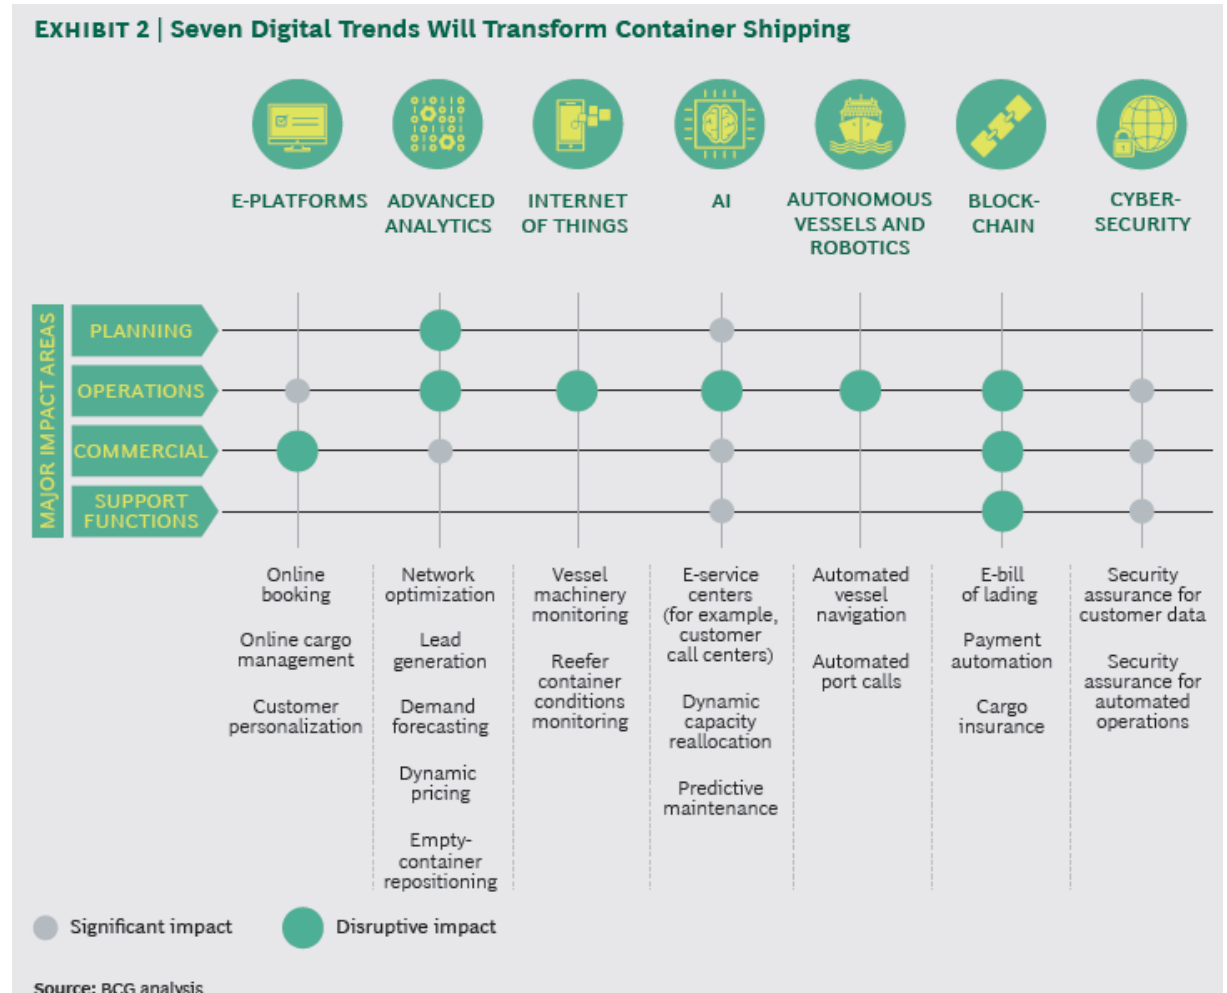 EXHIBIT 2 | Seven Digital Trends Will Transform Container Shipping
E-PLATFORMS
ADVANCED
ANALYTICS
INTERNET
OF THINGS
AI
AUTONOMOUS
VESSELS AND
ROBOTICS
BLOCK-
CHAIN
CYBER-
SECURITY
MAJOR IMPACT AREAS
PLANNING
OPERATIONS
COMMERCIAL
SUPPORT
FUNCTIONS
Online
booking
Online cargo
management
Customer
personalization
Network
optimization
Lead
generation
Demand
forecasting
Dynamic
pricing
Empty-
container
repositioning
Vessel
machinery
monitoring
Reefer
container
conditions
monitoring
E-service
centers
(for example,
customer
call centers)
Dynamic
capacity
reallocation
Predictive
maintenance
Automated
vessel
navigation
Automated
port calls
E-bill
of lading
Payment
automation
Cargo
insurance
Security
assurance for
customer data
Security
assurance for
automated
operations
Significant impact
Disruptive impact
Source: BCG analysis